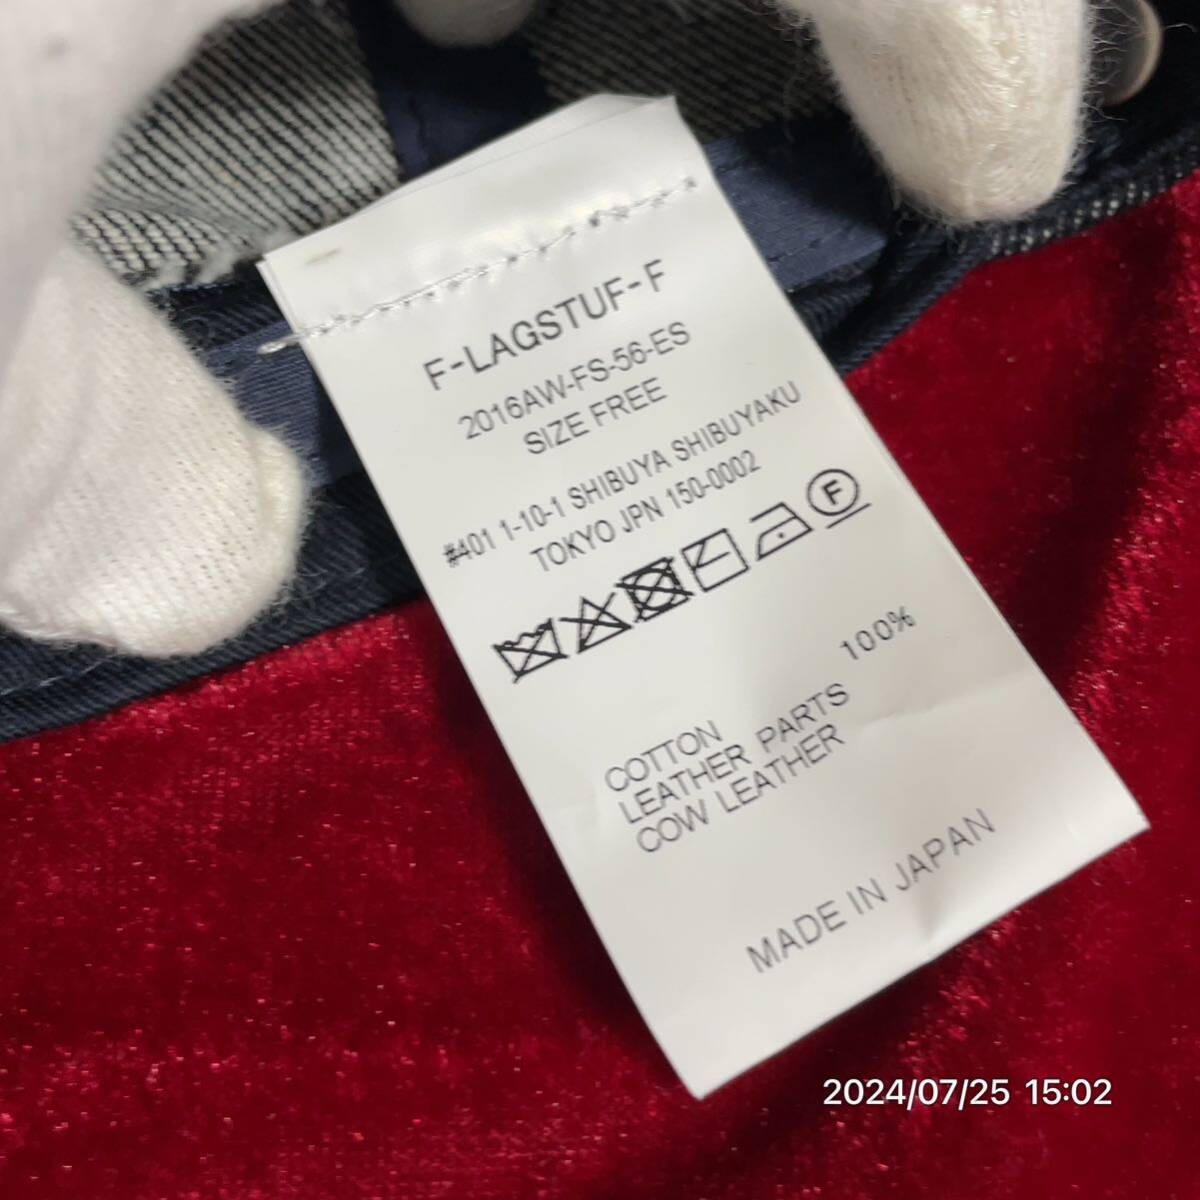 F-LAGSTUF-F
2016AW-FS-56-ES
SIZE FREE
#401 1-10-1 SHIBUYA SHIBUYAKU
TOKYO JPN 150-0002
F
COTTON 100%
LEATHER PARTS
COW LEATHER
MADE IN JAPAN
2024/07/25 15:02